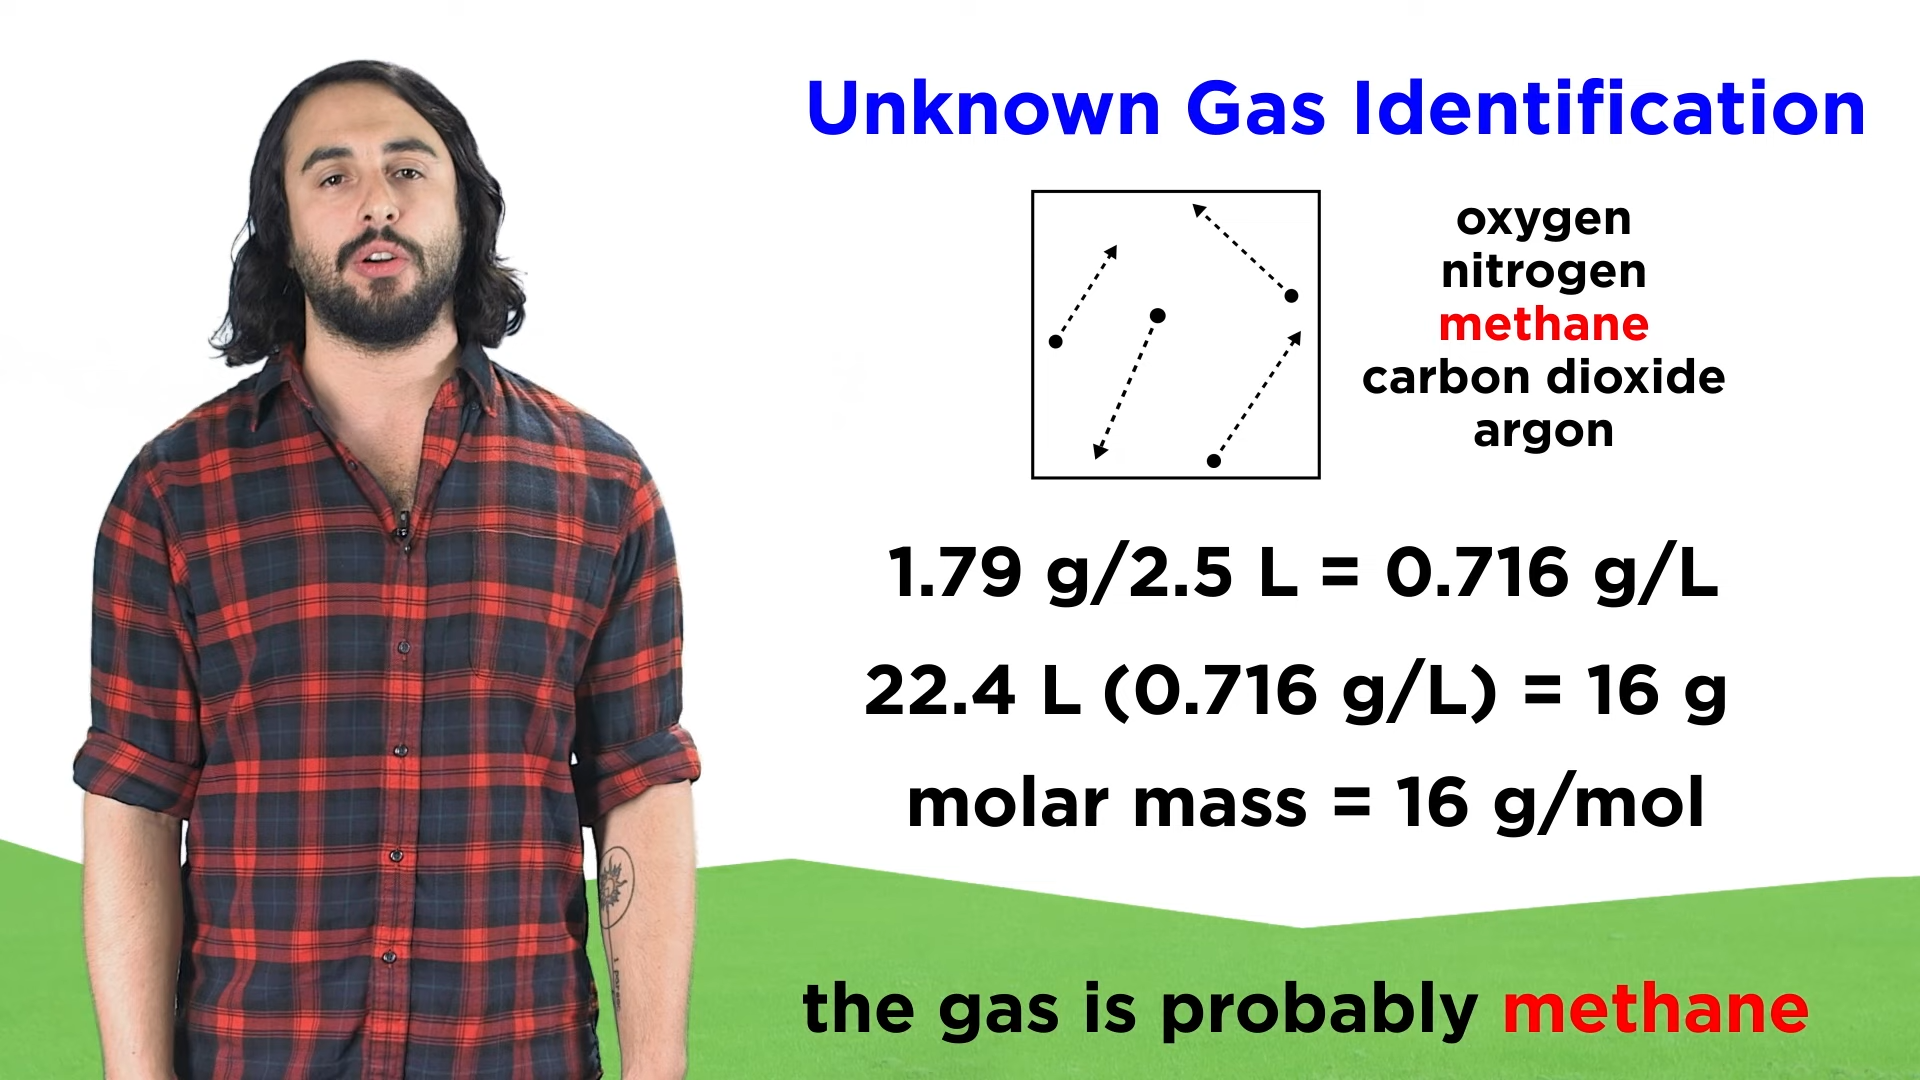 Unknown Gas Identification
oxygen
nitrogen
methane
carbon dioxide
argon
1.79 g/2.5 L = 0.716 g/L
22.4 L (0.716 g/L) = 16 g
molar mass = 16 g/mol
the gas is probably methane